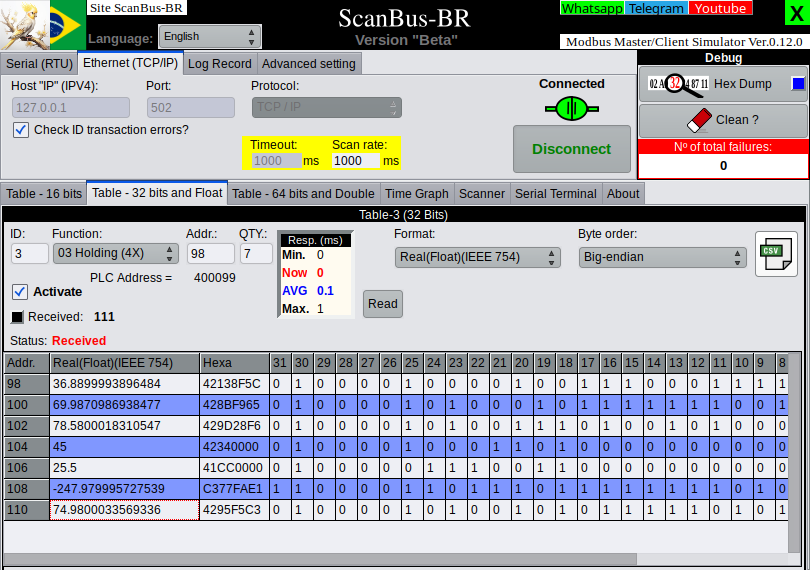 Site ScanBus-BR
Language:
English
ScanBus-BR
Version "Beta"
Whatsapp Telegram Youtube
X
Modbus Master/Client Simulator Ver.0.12.0
Serial (RTU) Ethernet (TCP/IP) Log Record Advanced setting
Host "IP" (IPV4): Port: Protocol:
127.0.0.1 502 TCP / IP
Check ID transaction errors?
Timeout: Scan rate:
1000 ms 1000 ms
Connected
Disconnect
Debug
Hex Dump
Clean ?
Nº of total failures:
0
Table - 16 bits Table - 32 bits and Float Table - 64 bits and Double Time Graph Scanner Serial Terminal About
Table-3 (32 Bits)
ID: Function: Addr.: QTY.:
3 03 Holding (4X) 98 7
PLC Address = 400099
Activate
Received: 111
Status: Received
Resp. (ms)
Min. 0
Now 0
AVG 0.1
Max. 1
Read
Format:
Real(Float)(IEEE 754)
Byte order:
Big-endian
CSV
Addr. Real(Float)(IEEE 754) Hexa 31 30 29 28 27 26 25 24 23 22 21 20 19 18 17 16 15 14 13 12 11 10 9 8
98 36.8899993896484 42138F5C 0 1 0 0 0 0 1 0 0 0 0 1 0 0 1 1 1 0 0 0 1 1 1 1
100 69.9870986938477 428BF965 0 1 0 0 0 0 1 0 1 0 0 0 1 0 1 1 1 1 1 1 1 0 0 1
102 78.5800018310547 429D28F6 0 1 0 0 0 0 1 0 1 0 0 1 1 1 0 1 0 0 1 0 1 0 0 0
104 45 42340000 0 1 0 0 0 0 1 0 0 0 1 1 0 1 0 0 0 0 0 0 0 0 0 0
106 25.5 41CC0000 0 1 0 0 0 0 0 1 1 1 0 0 1 1 0 0 0 0 0 0 0 0 0 0
108 -247.979995727539 C377FAE1 1 1 0 0 0 0 1 1 0 1 1 1 0 1 1 1 1 1 1 1 1 0 1 0
110 74.9800033569336 4295F5C3 0 1 0 0 0 0 1 0 1 0 0 1 0 1 0 1 1 1 1 1 0 1 0 1